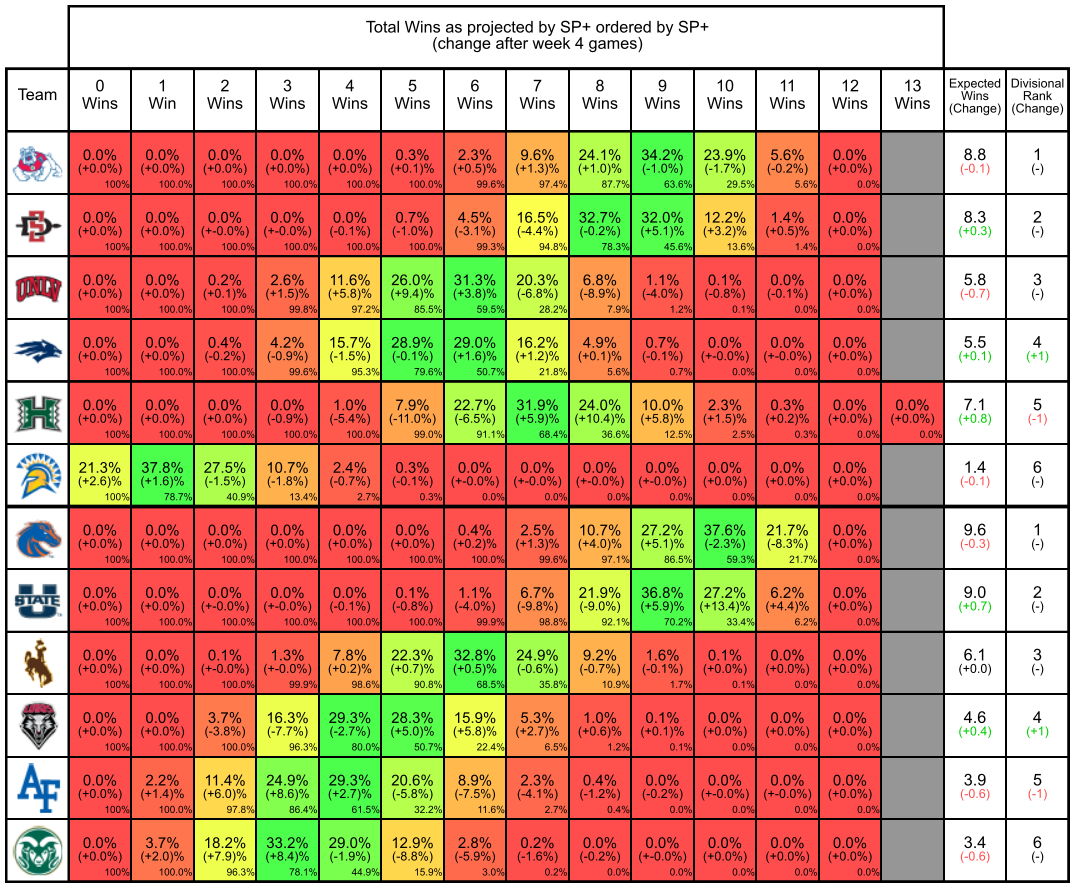 Total Wins as projected by SP+ ordered by SP+
(change after week 4 games)
Team
0 Wins
1 Win
2 Wins
3 Wins
4 Wins
5 Wins
6 Wins
7 Wins
8 Wins
9 Wins
10 Wins
11 Wins
12 Wins
13 Wins
Expected Wins (Change)
Divisional Rank (Change)
0.0% 0.0% 0.0% 0.0% 0.0% 0.3% 2.3% 9.6% 24.1% 34.2% 23.9% 5.6% 0.0% 8.8 1
(+0.0%) (+0.0%) (+0.0%) (+0.0%) (+0.0%) (+0.1)% (+0.5)% (+1.3)% (+1.0)% (-1.0)% (-1.7)% (-0.2)% (+0.0)% (-0.1) (-)
100% 100.0% 100.0% 100.0% 100.0% 100.0% 99.6% 97.4% 87.7% 63.6% 29.5% 5.6% 0.0%
SD
0.0% 0.0% 0.0% 0.0% 0.0% 0.7% 4.5% 16.5% 32.7% 32.0% 12.2% 1.4% 0.0% 8.3 2
(+0.0)% (+0.0)% (+-0.0)% (+-0.0)% (-0.1)% (-1.0)% (-3.1)% (-4.4)% (-0.2)% (+5.1)% (+3.2)% (+0.5)% (+0.0)% (+0.3) (-)
100% 100.0% 100.0% 100.0% 100.0% 100.0% 99.3% 94.8% 78.3% 45.6% 13.6% 1.4% 0.0%
UNLV
0.0% 0.0% 0.2% 2.6% 11.6% 26.0% 31.3% 20.3% 6.8% 1.1% 0.1% 0.0% 0.0% 5.8 3
(+0.0)% (+0.0)% (+0.1)% (+1.5)% (+5.8)% (+9.4)% (+3.8)% (-6.8)% (-8.9)% (-4.0)% (-0.8)% (-0.1)% (+0.0)% (-0.7) (-)
100% 100.0% 100.0% 99.8% 97.2% 85.5% 59.5% 28.2% 7.9% 1.2% 0.1% 0.0% 0.0%
0.0% 0.0% 0.4% 4.2% 15.7% 28.9% 29.0% 16.2% 4.9% 0.7% 0.0% 0.0% 0.0% 5.5 4
(+0.0)% (+0.0)% (-0.2)% (-0.9)% (-1.5)% (-0.1)% (+1.6)% (+1.2)% (+0.1)% (-0.1)% (+-0.0)% (+-0.0)% (+0.0)% (+0.1) (+1)
100% 100.0% 100.0% 99.6% 95.3% 79.6% 50.7% 21.8% 5.6% 0.7% 0.0% 0.0% 0.0%
H
0.0% 0.0% 0.0% 0.0% 1.0% 7.9% 22.7% 31.9% 24.0% 10.0% 2.3% 0.3% 0.0% 0.0% 7.1 5
(+0.0)% (+0.0)% (+0.0)% (-0.9)% (-5.4)% (-11.0)% (-6.5)% (+5.9)% (+10.4)% (+5.8)% (+1.5)% (+0.2)% (+0.0)% (+0.0)% (+0.8) (-1)
100% 100.0% 100.0% 100.0% 100.0% 99.0% 91.1% 68.4% 36.6% 12.5% 2.5% 0.3% 0.0% 0.0%
21.3% 37.8% 27.5% 10.7% 2.4% 0.3% 0.0% 0.0% 0.0% 0.0% 0.0% 0.0% 0.0% 1.4 6
(+2.6)% (+1.6)% (-1.5)% (-1.8)% (-0.7)% (-0.1)% (+-0.0)% (+-0.0)% (+-0.0)% (+-0.0)% (+0.0)% (+0.0)% (+0.0)% (-0.1) (-)
100% 78.7% 40.9% 13.4% 2.7% 0.3% 0.0% 0.0% 0.0% 0.0% 0.0% 0.0% 0.0%
0.0% 0.0% 0.0% 0.0% 0.0% 0.0% 0.4% 2.5% 10.7% 27.2% 37.6% 21.7% 0.0% 9.6 1
(+0.0)% (+0.0)% (+0.0)% (+0.0)% (+0.0)% (+0.0)% (+0.2)% (+1.3)% (+4.0)% (+5.1)% (-2.3)% (-8.3)% (+0.0)% (-0.3) (-)
100% 100.0% 100.0% 100.0% 100.0% 100.0% 100.0% 99.6% 97.1% 86.5% 59.3% 21.7% 0.0%
STATE
0.0% 0.0% 0.0% 0.0% 0.0% 0.1% 1.1% 6.7% 21.9% 36.8% 27.2% 6.2% 0.0% 9.0 2
(+0.0)% (+0.0)% (+-0.0)% (+-0.0)% (-0.1)% (-0.8)% (-4.0)% (-9.8)% (-9.0)% (+5.9)% (+13.4)% (+4.4)% (+0.0)% (+0.7) (-)
100% 100.0% 100.0% 100.0% 100.0% 100.0% 99.9% 98.8% 92.1% 70.2% 33.4% 6.2% 0.0%
0.0% 0.0% 0.1% 1.3% 7.8% 22.3% 32.8% 24.9% 9.2% 1.6% 0.1% 0.0% 0.0% 6.1 3
(+0.0)% (+0.0)% (+-0.0)% (+-0.0)% (+0.2)% (+0.7)% (+0.5)% (-0.6)% (-0.7)% (-0.1)% (+0.0)% (+0.0)% (+0.0)% (+0.0) (-)
100% 100.0% 100.0% 99.9% 98.6% 90.8% 68.5% 35.8% 10.9% 1.7% 0.1% 0.0% 0.0%
0.0% 0.0% 3.7% 16.3% 29.3% 28.3% 15.9% 5.3% 1.0% 0.1% 0.0% 0.0% 0.0% 4.6 4
(+0.0)% (+0.0)% (-3.8)% (-7.7)% (-2.7)% (+5.0)% (+5.8)% (+2.7)% (+0.6)% (+0.1)% (+0.0)% (+0.0)% (+0.0)% (+0.4) (+1)
100% 100.0% 100.0% 96.3% 80.0% 50.7% 22.4% 6.5% 1.2% 0.1% 0.0% 0.0% 0.0%
AF
0.0% 2.2% 11.4% 24.9% 29.3% 20.6% 8.9% 2.3% 0.4% 0.0% 0.0% 0.0% 0.0% 3.9 5
(+0.0)% (+1.4)% (+6.0)% (+8.6)% (+2.7)% (-5.8)% (-7.5)% (-4.1)% (-1.2)% (-0.2)% (+-0.0)% (+-0.0)% (+0.0)% (-0.6) (-1)
100% 100.0% 97.8% 86.4% 61.5% 32.2% 11.6% 2.7% 0.4% 0.0% 0.0% 0.0% 0.0%
0.0% 3.7% 18.2% 33.2% 29.0% 12.9% 2.8% 0.2% 0.0% 0.0% 0.0% 0.0% 0.0% 3.4 6
(+0.0)% (+2.0)% (+7.9)% (+8.4)% (-1.9)% (-8.8)% (-5.9)% (-1.6)% (-0.2)% (+-0.0)% (+0.0)% (+0.0)% (+0.0)% (-0.6) (-)
100% 100.0% 96.3% 78.1% 44.9% 15.9% 3.0% 0.2% 0.0% 0.0% 0.0% 0.0% 0.0%